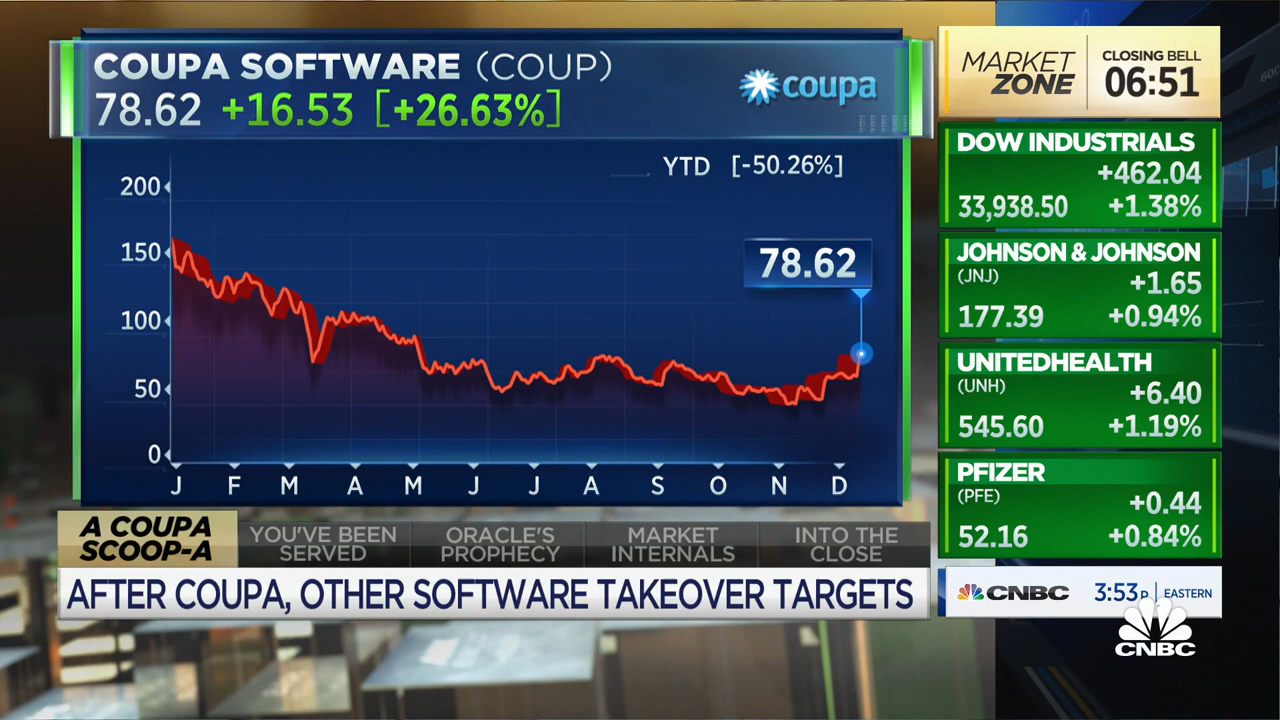 COUPA SOFTWARE (COUP)
78.62 +16.53 [+26.63%]
coupa
YTD [-50.26%]
200
150
100
50
0
78.62
J F M A M J J A S O N D
A COUPA
SCOOP-A
YOU'VE BEEN
SERVED
ORACLE'S
PROPHECY
MARKET
INTERNALS
INTO THE
CLOSE
AFTER COUPA, OTHER SOFTWARE TAKEOVER TARGETS
MARKET
ZONE
CLOSING BELL
06:51
DOW INDUSTRIALS
+462.04
33,938.50 +1.38%
JOHNSON & JOHNSON
(JNJ) +1.65
177.39 +0.94%
UNITEDHEALTH
(UNH) +6.40
545.60 +1.19%
PFIZER
(PFE) +0.44
52.16 +0.84%
CNBC 3:53P EASTERN
CNBC